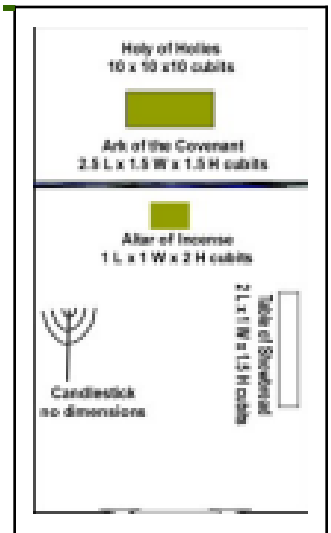 Holy of Holies
10 x 10 x10 cubits
Ark of the Covenant
2.5 L x 1.5 W x 1.5 H cubits
Altar of Incense
1 L x 1 W x 2 H cubits
Table of Showbread
2 L x 1 W x 1.5 H cubits
Candlestick
no dimensions